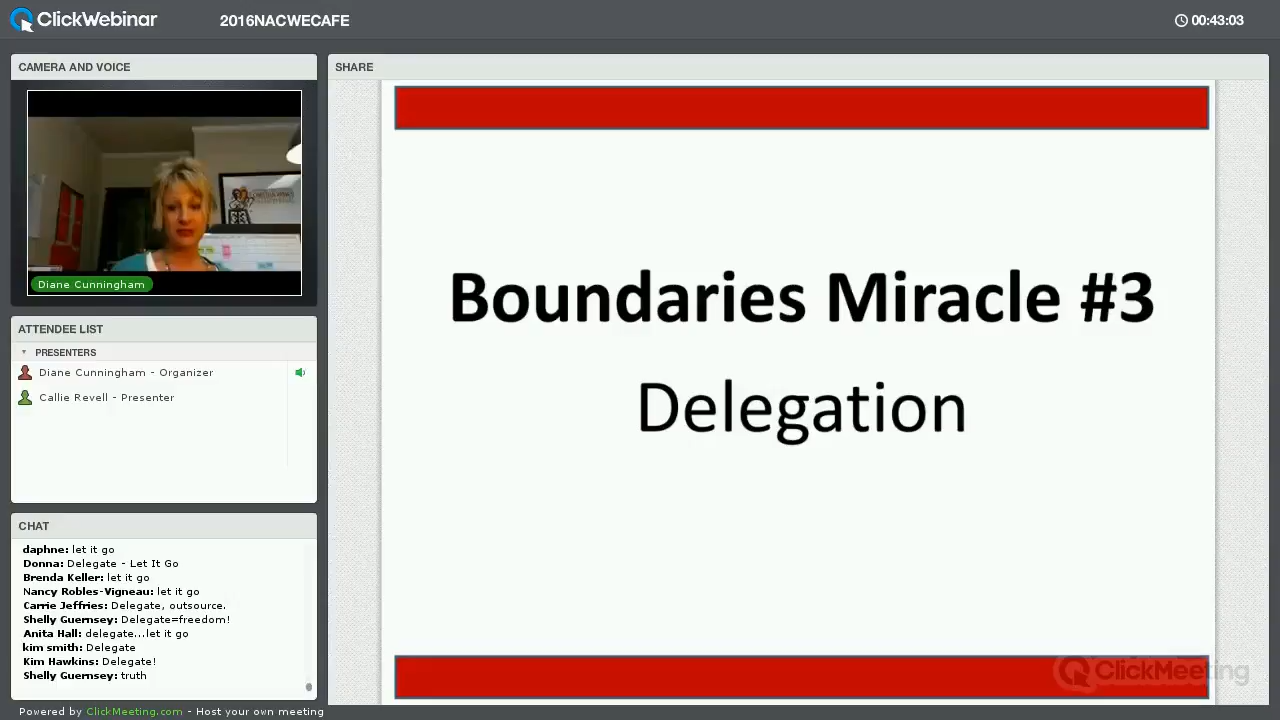 ClickWebinar
2016NACWECAFE
00:43:03
CAMERA AND VOICE
Diane Cunningham
ATTENDEE LIST
PRESENTERS
Diane Cunningham - Organizer
Callie Revell - Presenter
CHAT
daphne: let it go
Donna: Delegate - Let It Go
Brenda Keller: let it go
Nancy Robles-Vigneau: let it go
Carrie Jeffries: Delegate, outsource.
Shelly Guernsey: Delegate=freedom!
Anita Hall: delegate...let it go
kim smith: Delegate
Kim Hawkins: Delegate!
Shelly Guernsey: truth
Powered by ClickMeeting.com - Host your own meeting
SHARE
Boundaries Miracle #3
Delegation
ClickMeeting